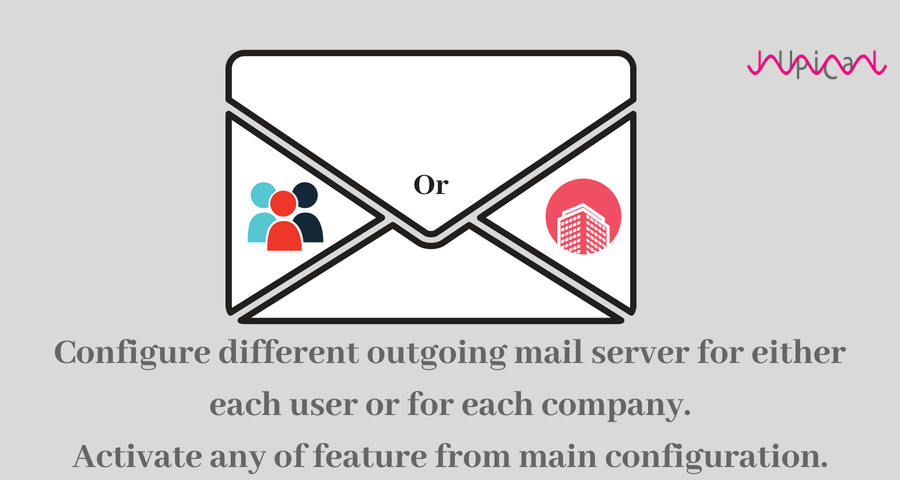 JUpical
Or
Configure different outgoing mail server for either
each user or for each company.
Activate any of feature from main configuration.